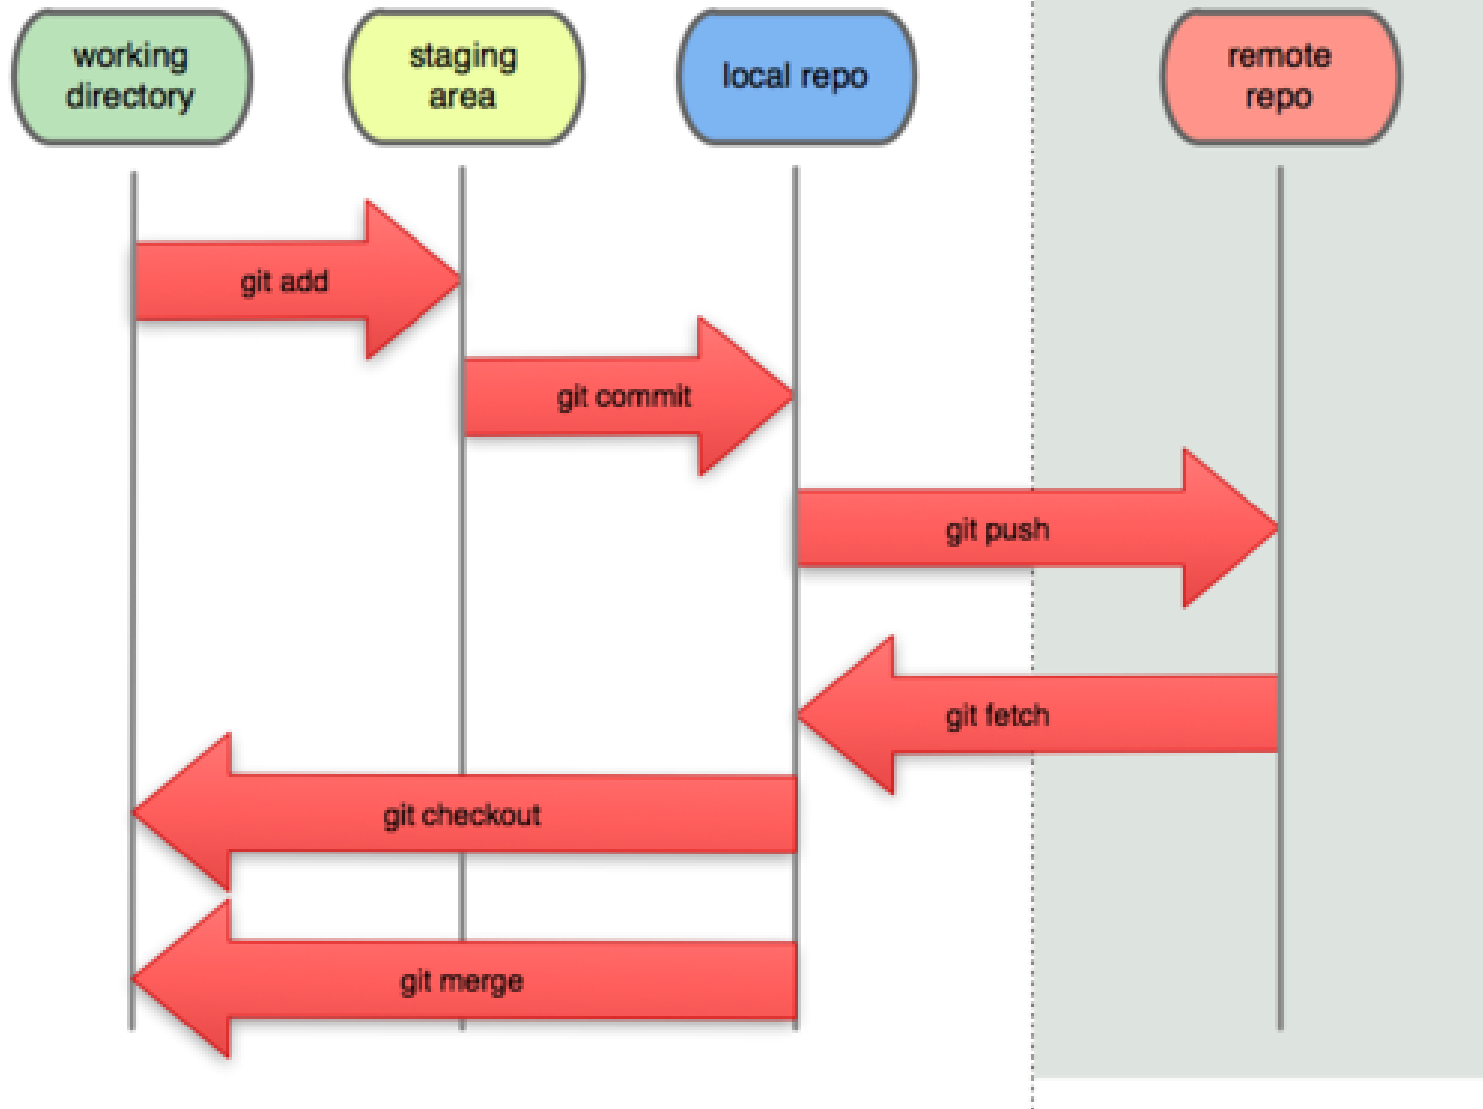 working
directory
staging
area
local repo
remote
repo
git add
git commit
git push
git fetch
git checkout
git merge